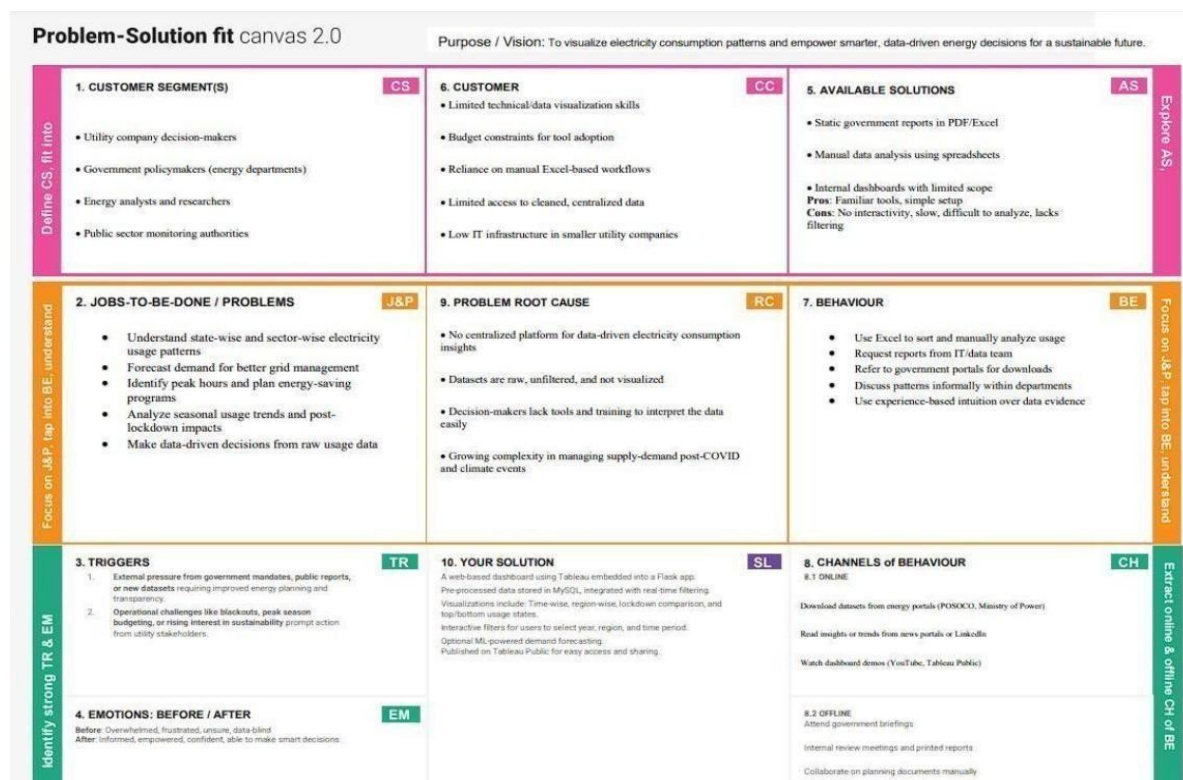 Problem-Solution fit canvas 2.0
Purpose / Vision: To visualize electricity consumption patterns and empower smarter, data-driven energy decisions for a sustainable future.
Define CS, fit into
1. CUSTOMER SEGMENT(S)
CS
• Utility company decision-makers
• Government policymakers (energy departments)
• Energy analysts and researchers
• Public sector monitoring authorities
6. CUSTOMER
CC
• Limited technical/data visualization skills
• Budget constraints for tool adoption
• Reliance on manual Excel-based workflows
• Limited access to cleaned, centralized data
• Low IT infrastructure in smaller utility companies
5. AVAILABLE SOLUTIONS
AS
• Static government reports in PDF/Excel
• Manual data analysis using spreadsheets
• Internal dashboards with limited scope
Pros: Familiar tools, simple setup
Cons: No interactivity, slow, difficult to analyze, lacks
filtering
Explore AS,
Focus on J&P, tap into BE, understand
2. JOBS-TO-BE-DONE / PROBLEMS
J&P
• Understand state-wise and sector-wise electricity
usage patterns
• Forecast demand for better grid management
• Identify peak hours and plan energy-saving
programs
• Analyze seasonal usage trends and post-
lockdown impacts
• Make data-driven decisions from raw usage data
9. PROBLEM ROOT CAUSE
RC
• No centralized platform for data-driven electricity consumption
insights
• Datasets are raw, unfiltered, and not visualized
• Decision-makers lack tools and training to interpret the data
easily
• Growing complexity in managing supply-demand post-COVID
and climate events
7. BEHAVIOUR
BE
• Use Excel to sort and manually analyze usage
• Request reports from IT/data team
• Refer to government portals for downloads
• Discuss patterns informally within departments
• Use experience-based intuition over data evidence
Focus on J&P, tap into BE, understand
Identify strong TR & EM
3. TRIGGERS
TR
1. External pressure from government mandates, public reports,
or new datasets requiring improved energy planning and
transparency.
2. Operational challenges like blackouts, peak season
budgeting, or rising interest in sustainability prompt action
from utility stakeholders.
4. EMOTIONS: BEFORE / AFTER
EM
Before: Overwhelmed, frustrated, unsure, data-blind
After: Informed, empowered, confident, able to make smart decisions
10. YOUR SOLUTION
SL
A web-based dashboard using Tableau embedded into a Flask app.
Pre-processed data stored in MySQL, integrated with real-time filtering.
Visualizations include: Time-wise, region-wise, lockdown comparison, and
top/bottom usage states.
Interactive filters for users to select year, region, and time period.
Optional ML-powered demand forecasting.
Published on Tableau Public for easy access and sharing.
8. CHANNELS of BEHAVIOUR
CH
8.1 ONLINE
Download datasets from energy portals (POSOCO, Ministry of Power)
Read insights or trends from news portals or LinkedIn
Watch dashboard demos (YouTube, Tableau Public)
8.2 OFFLINE
Attend government briefings
Internal review meetings and printed reports
Collaborate on planning documents manually
Extract online & offline CH of BE